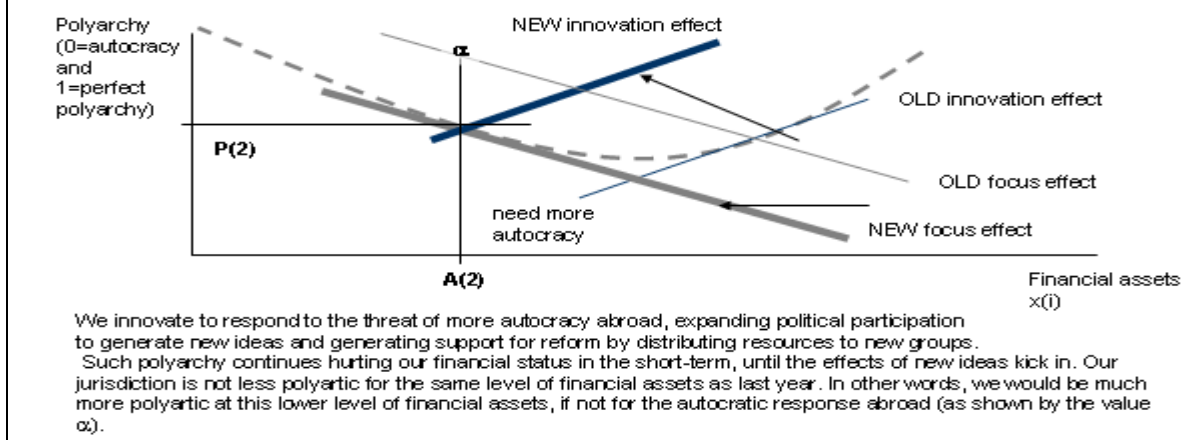 Polyarchy
(0=autocracy
and
1=perfect
polyarchy)
NEW innovation effect
α
OLD innovation effect
P(2)
OLD focus effect
need more
autocracy
NEW focus effect
A(2)
Financial assets
x(i)
We innovate to respond to the threat of more autocracy abroad, expanding political participation
to generate new ideas and generating support for reform by distributing resources to new groups.
Such polyarchy continues hurting our financial status in the short-term, until the effects of new ideas kick in. Our
jurisdiction is not less polyartic for the same level of financial assets as last year. In other words, we would be much
more polyartic at this lower level of financial assets, if not for the autocratic response abroad (as shown by the value
α).